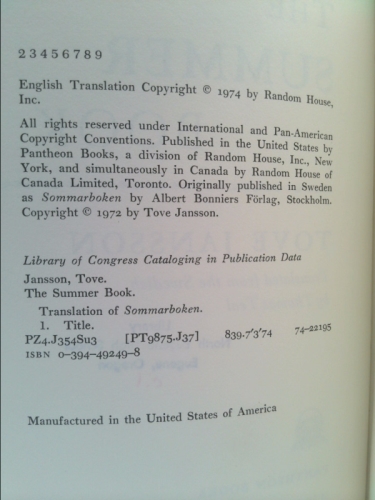 2 3 4 5 6 7 8 9
English Translation Copyright © 1974 by Random House,
Inc.
All rights reserved under International and Pan-American
Copyright Conventions. Published in the United States by
Pantheon Books, a division of Random House, Inc., New
York, and simultaneously in Canada by Random House of
Canada Limited, Toronto. Originally published in Sweden
as Sommarboken by Albert Bonniers Förlag, Stockholm.
Copyright © 1972 by Tove Jansson.
Library of Congress Cataloging in Publication Data
Jansson, Tove.
The Summer Book.
Translation of Sommarboken.
1. Title.
PZ4.J354Su3 [PT9875.J37] 839.7'3'74 74-22195
ISBN 0-394-49249-8
Manufactured in the United States of America